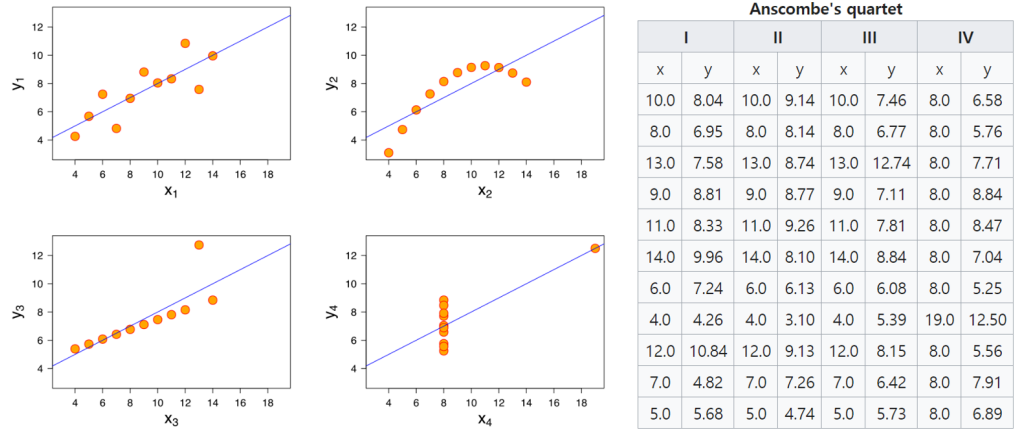 12
10
8
6
4
y1
4 6 8 10 12 14 16 18
x1
12
10
8
6
4
y2
4 6 8 10 12 14 16 18
x2
12
10
8
6
4
y3
4 6 8 10 12 14 16 18
x3
12
10
8
6
4
y4
4 6 8 10 12 14 16 18
x4
Anscombe's quartet
I II III IV
x y x y x y x y
10.0 8.04 10.0 9.14 10.0 7.46 8.0 6.58
8.0 6.95 8.0 8.14 8.0 6.77 8.0 5.76
13.0 7.58 13.0 8.74 13.0 12.74 8.0 7.71
9.0 8.81 9.0 8.77 9.0 7.11 8.0 8.84
11.0 8.33 11.0 9.26 11.0 7.81 8.0 8.47
14.0 9.96 14.0 8.10 14.0 8.84 8.0 7.04
6.0 7.24 6.0 6.13 6.0 6.08 8.0 5.25
4.0 4.26 4.0 3.10 4.0 5.39 19.0 12.50
12.0 10.84 12.0 9.13 12.0 8.15 8.0 5.56
7.0 4.82 7.0 7.26 7.0 6.42 8.0 7.91
5.0 5.68 5.0 4.74 5.0 5.73 8.0 6.89